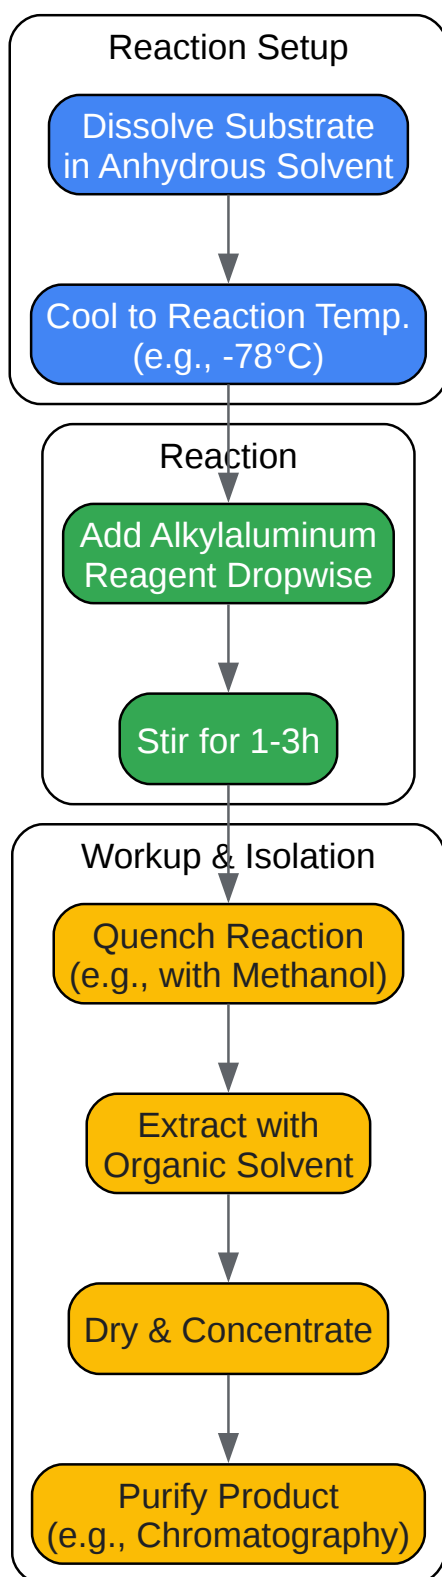 Reaction Setup
Dissolve Substrate
in Anhydrous Solvent
Cool to Reaction Temp.
(e.g., -78°C)
Reaction
Add Alkylaluminum
Reagent Dropwise
Stir for 1-3h
Workup & Isolation
Quench Reaction
(e.g., with Methanol)
Extract with
Organic Solvent
Dry & Concentrate
Purify Product
(e.g., Chromatography)